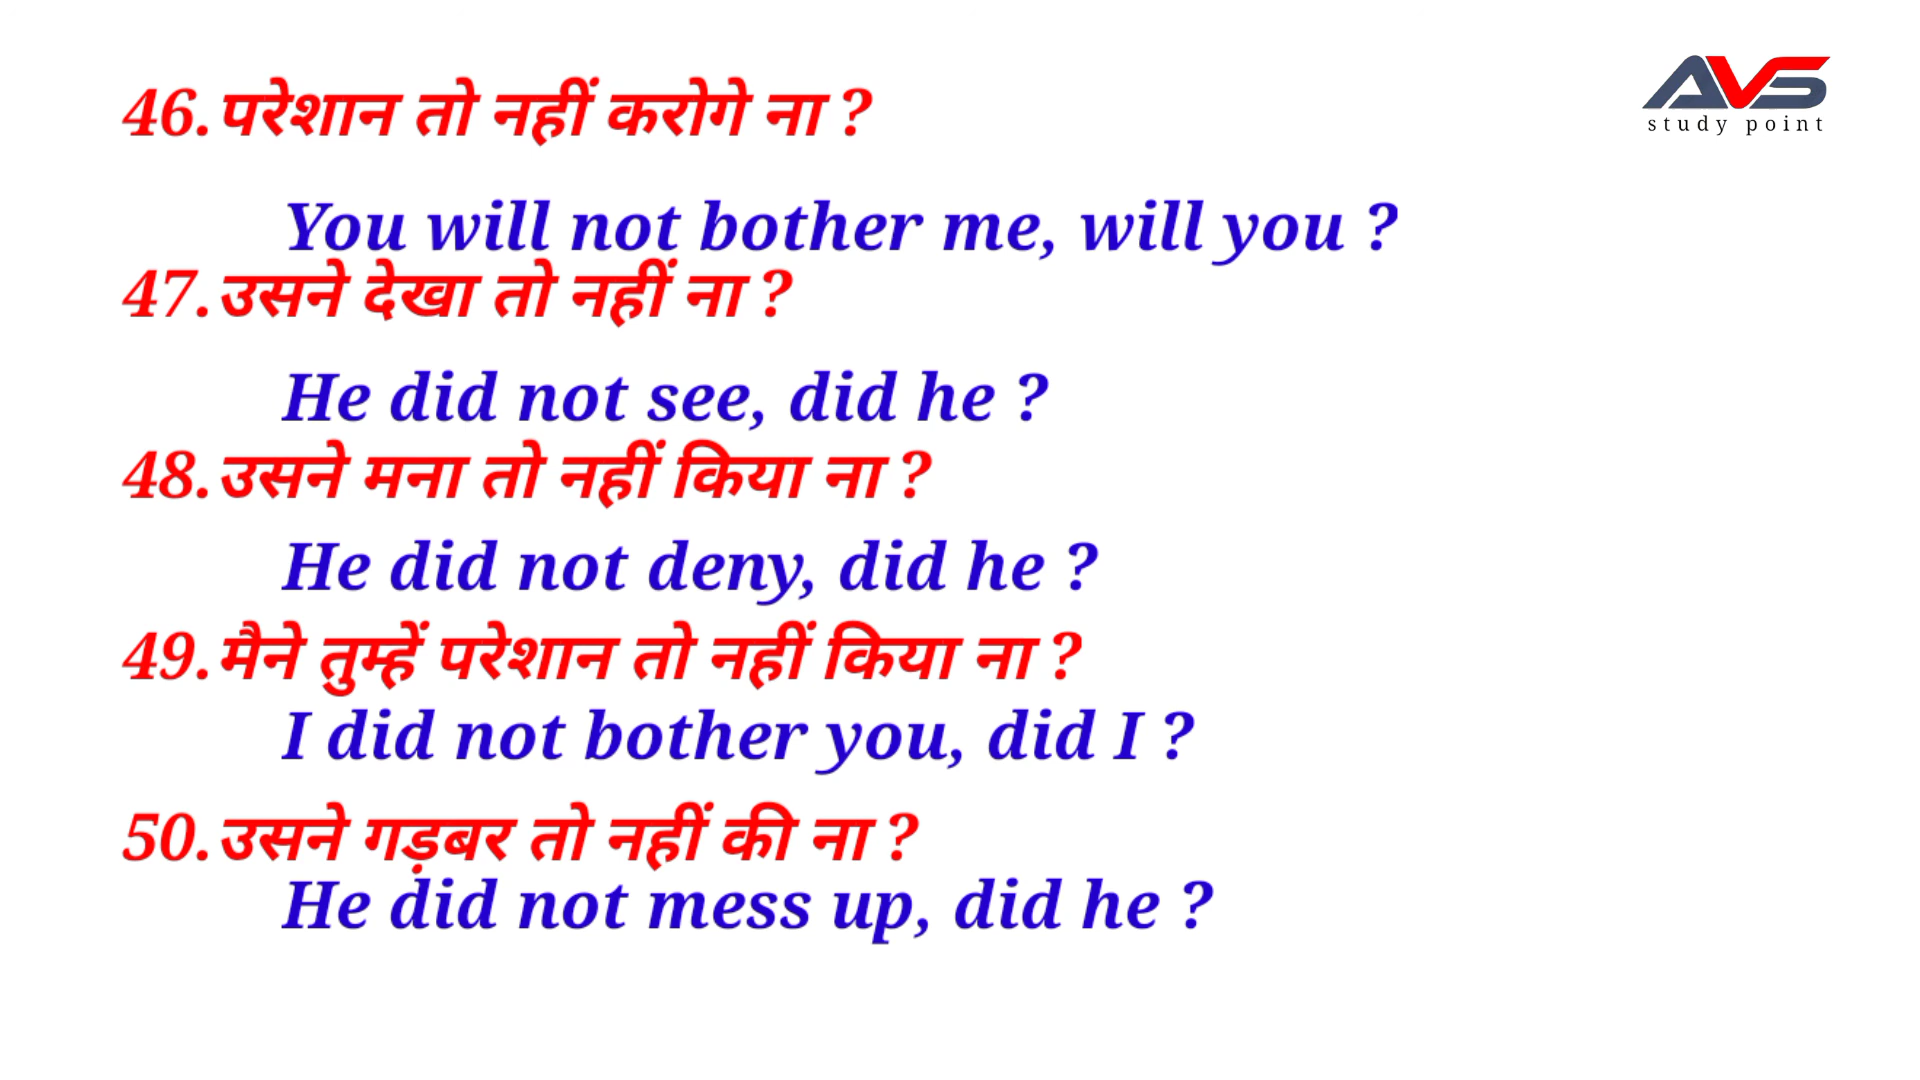 46. परेशान तो नहीं करोगे ना ?
AVS
study point
You will not bother me, will you ?
47. उसने देखा तो नहीं ना ?
He did not see, did he ?
48. उसने मना तो नहीं किया ना ?
He did not deny, did he ?
49. मैने तुम्हें परेशान तो नहीं किया ना ?
I did not bother you, did I ?
50. उसने गड़बर तो नहीं की ना ?
He did not mess up, did he ?